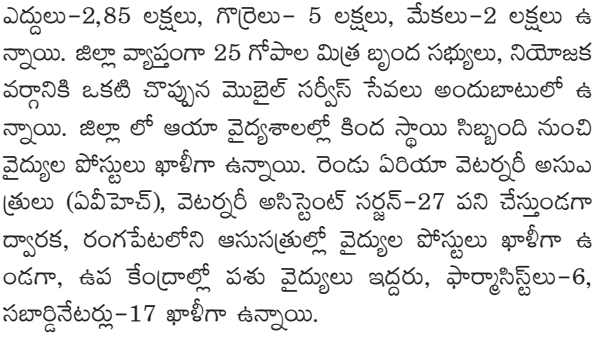 ఎద్దులు-2,85 లక్షలు, గొర్రెలు- 5 లక్షలు, మేకలు-2 లక్షలు ఉ
న్నాయి. జిల్లా వ్యాప్తంగా 25 గోపాల మిత్ర బృంద సభ్యులు, నియోజక
వర్గానికి ఒకటి చొప్పున మొబైల్ సర్వీస్ సేవలు అందుబాటులో ఉ
న్నాయి. జిల్లా లో ఆయా వైద్యశాలల్లో కింద స్థాయి సిబ్బంది నుంచి
వైద్యుల పోస్టులు ఖాళీగా ఉన్నాయి. రెండు ఏరియా వెటర్నరీ అసుఎ
త్రులు (ఏవీహెచ్), వెటర్నరీ అసిస్టెంట్ సర్జన్-27 పని చేస్తుండగా
ద్వారక, రంగపేటలోని ఆసుసత్రుల్లో వైద్యుల పోస్టులు ఖాళీగా ఉ
ండగా, ఉప కేంద్రాల్లో పశు వైద్యులు ఇద్దరు, ఫార్మాసిస్ట్‌లు-6,
సబార్డినేటర్లు-17 ఖాళీగా ఉన్నాయి.